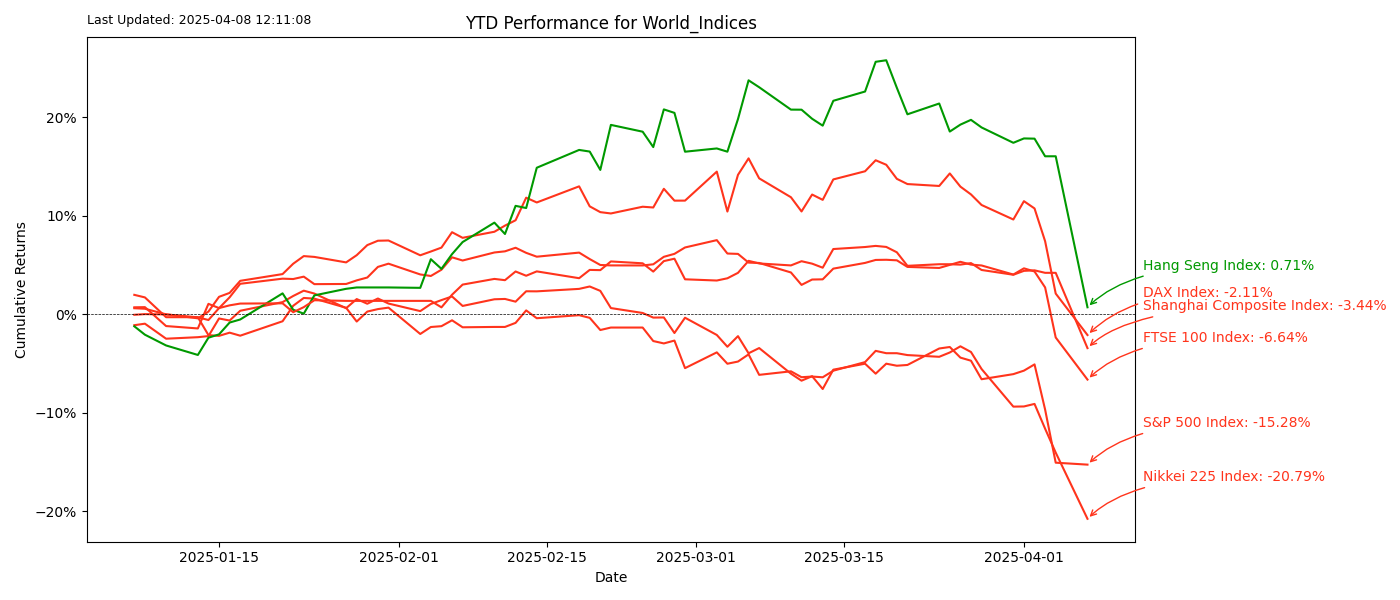 Last Updated: 2025-04-08 12:11:08
YTD Performance for World_Indices
Cumulative Returns
20%
10%
0%
−10%
−20%
Hang Seng Index: 0.71%
DAX Index: -2.11%
Shanghai Composite Index: -3.44%
FTSE 100 Index: -6.64%
S&P 500 Index: -15.28%
Nikkei 225 Index: -20.79%
2025-01-15
2025-02-01
2025-02-15
2025-03-01
2025-03-15
2025-04-01
Date